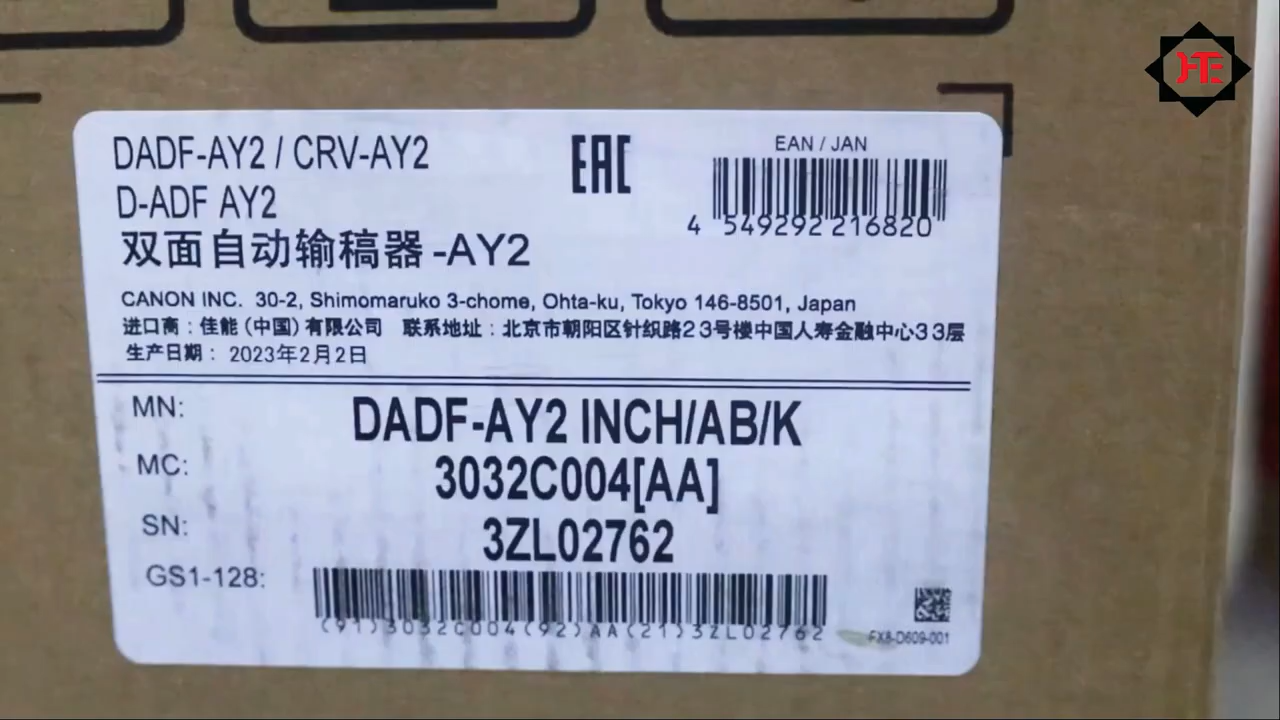 HTE
DADF-AY2 / CRV-AY2
D-ADF AY2
双面自动输稿器-AY2
EAC
EAN / JAN
4 549292 216820
CANON INC. 30-2, Shimomaruko 3-chome, Ohta-ku, Tokyo 146-8501, Japan
进口商：佳能（中国）有限公司 联系地址：北京市朝阳区针织路23号楼中国人寿金融中心33层
生产日期： 2023年2月2日
MN: DADF-AY2 INCH/AB/K
MC: 3032C004[AA]
SN: 3ZL02762
GS1-128:
(91)3032C004(92)AA(21)3ZL02762
FX8-D609-001